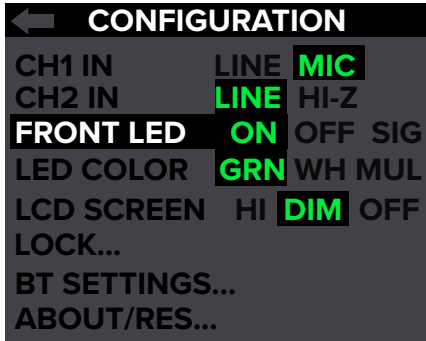 CONFIGURATION
CH1 IN LINE MIC
CH2 IN LINE HI-Z
FRONT LED ON OFF SIG
LED COLOR GRN WH MUL
LCD SCREEN HI DIM OFF
LOCK...
BT SETTINGS...
ABOUT/RES...